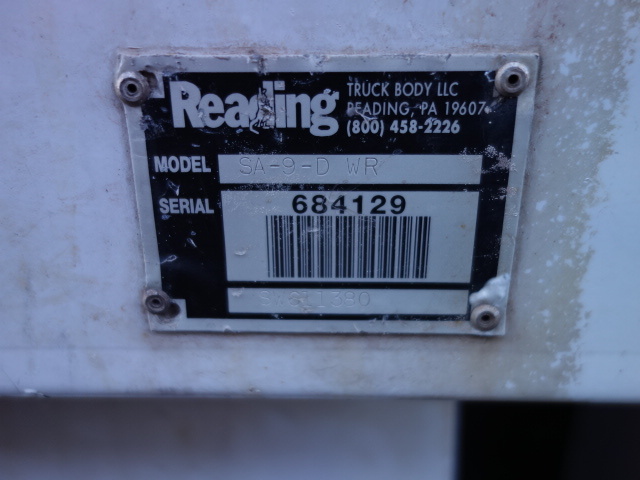 Reading
TRUCK BODY LLC
READING, PA 19607
(800) 458-2226
MODEL SA-9-D WR
SERIAL 684129